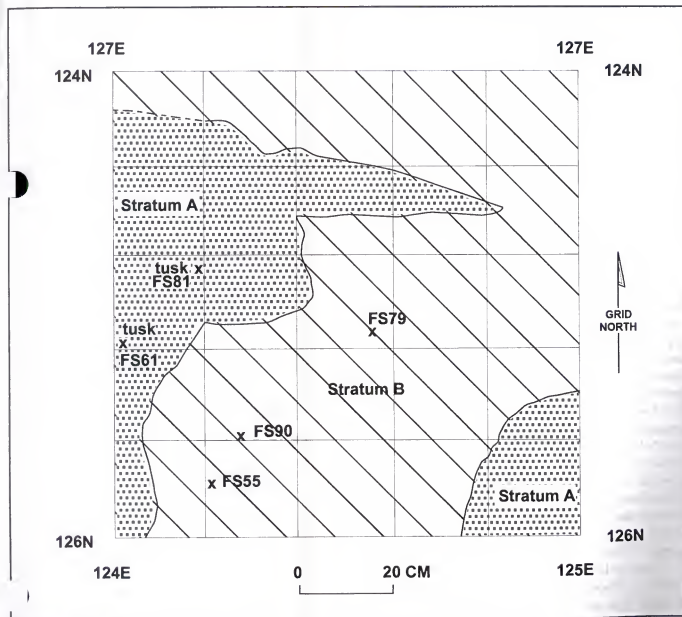 127E 127E
124N 124N
Stratum A
tusk x
FS81
tusk
x
FS61
FS79
x
GRID
NORTH
Stratum B
x FS90
x FS55
Stratum A
126N 126N
124E 0 20 CM 125E